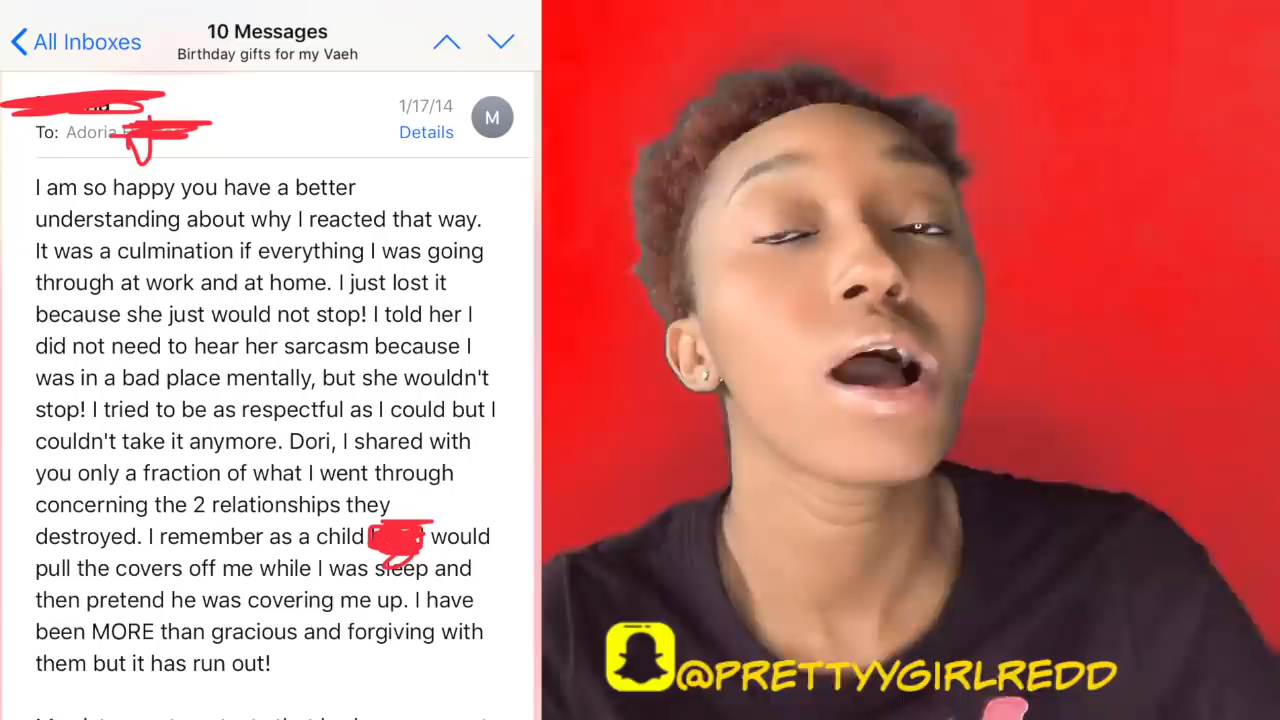 All Inboxes
10 Messages
Birthday gifts for my Vaeh
1/17/14
To: Adoria
Details
M
I am so happy you have a better
understanding about why I reacted that way.
It was a culmination if everything I was going
through at work and at home. I just lost it
because she just would not stop! I told her I
did not need to hear her sarcasm because I
was in a bad place mentally, but she wouldn't
stop! I tried to be as respectful as I could but I
couldn't take it anymore. Dori, I shared with
you only a fraction of what I went through
concerning the 2 relationships they
destroyed. I remember as a child would
pull the covers off me while I was sleep and
then pretend he was covering me up. I have
been MORE than gracious and forgiving with
them but it has run out!
@PRETTYYGIRLREDD